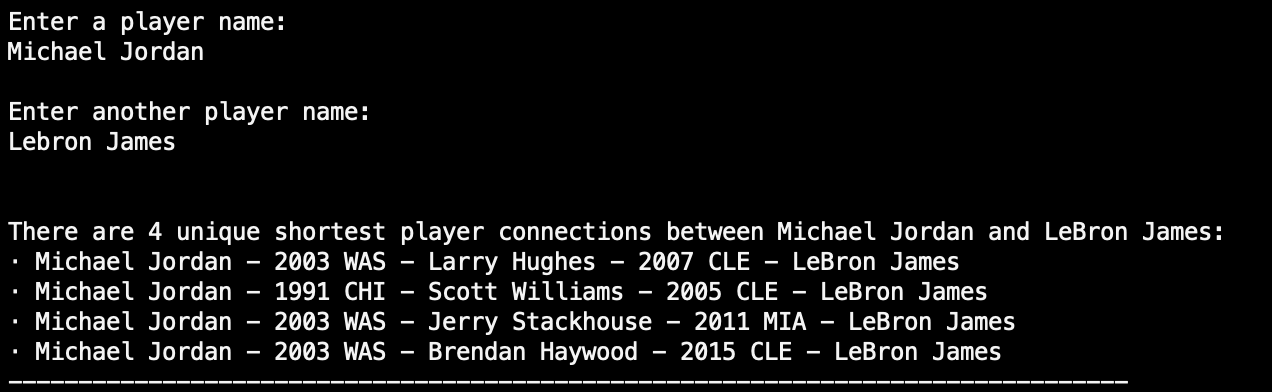 Enter a player name:
Michael Jordan
Enter another player name:
Lebron James
There are 4 unique shortest player connections between Michael Jordan and LeBron James:
· Michael Jordan – 2003 WAS – Larry Hughes – 2007 CLE – LeBron James
· Michael Jordan – 1991 CHI – Scott Williams – 2005 CLE – LeBron James
· Michael Jordan – 2003 WAS – Jerry Stackhouse – 2011 MIA – LeBron James
· Michael Jordan – 2003 WAS – Brendan Haywood – 2015 CLE – LeBron James
--------------------------------------------------------------------------------